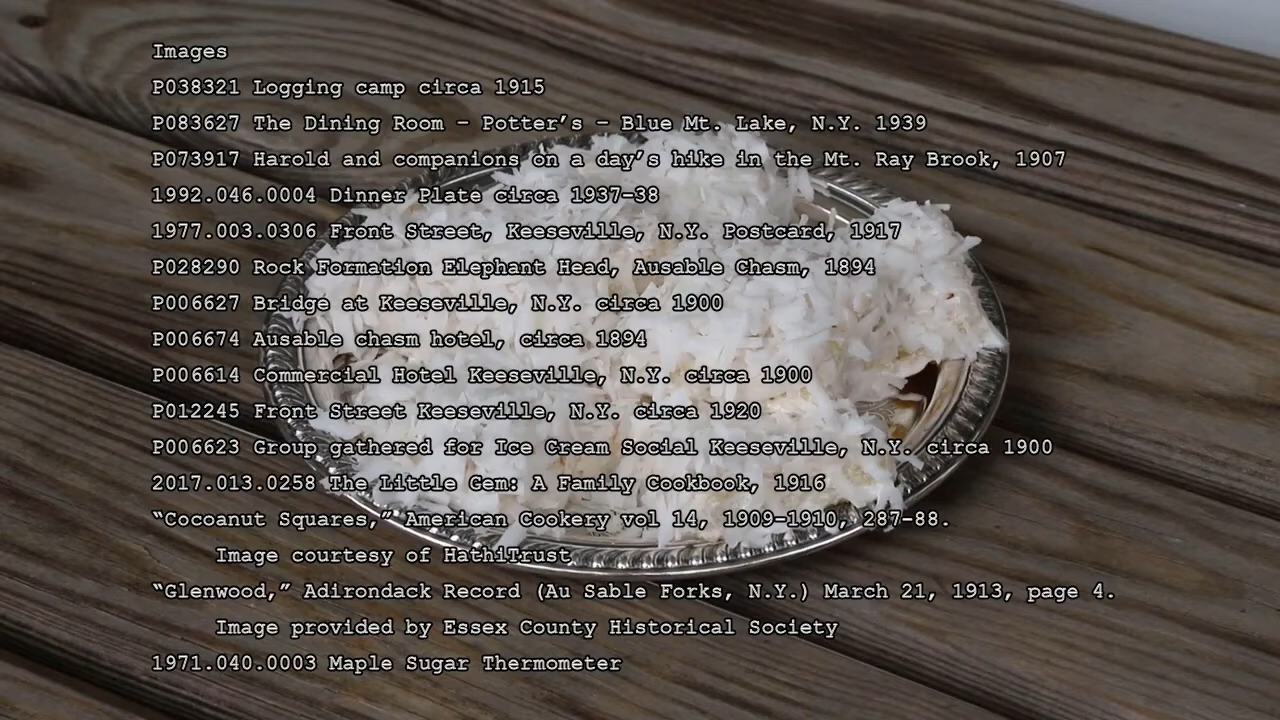 Images
P038321 Logging camp circa 1915
P083627 The Dining Room – Potter’s – Blue Mt. Lake, N.Y. 1939
P073917 Harold and companions on a day’s hike in the Mt. Ray Brook, 1907
1992.046.0004 Dinner Plate circa 1937–38
1977.003.0306 Front Street, Keeseville, N.Y. Postcard, 1917
P028290 Rock Formation Elephant Head, Ausable Chasm, 1894
P006627 Bridge at Keeseville, N.Y. circa 1900
P006674 Ausable chasm hotel, circa 1894
P006614 Commercial Hotel Keeseville, N.Y. circa 1900
P012245 Front Street Keeseville, N.Y. circa 1920
P006623 Group gathered for Ice Cream Social Keeseville, N.Y. circa 1900
2017.013.0258 The Little Gem: A Family Cookbook, 1916
“Cocoanut Squares,” American Cookery vol 14, 1909–1910, 287–88.
Image courtesy of HathiTrust
“Glenwood,” Adirondack Record (Au Sable Forks, N.Y.) March 21, 1913, page 4.
Image provided by Essex County Historical Society
1971.040.0003 Maple Sugar Thermometer